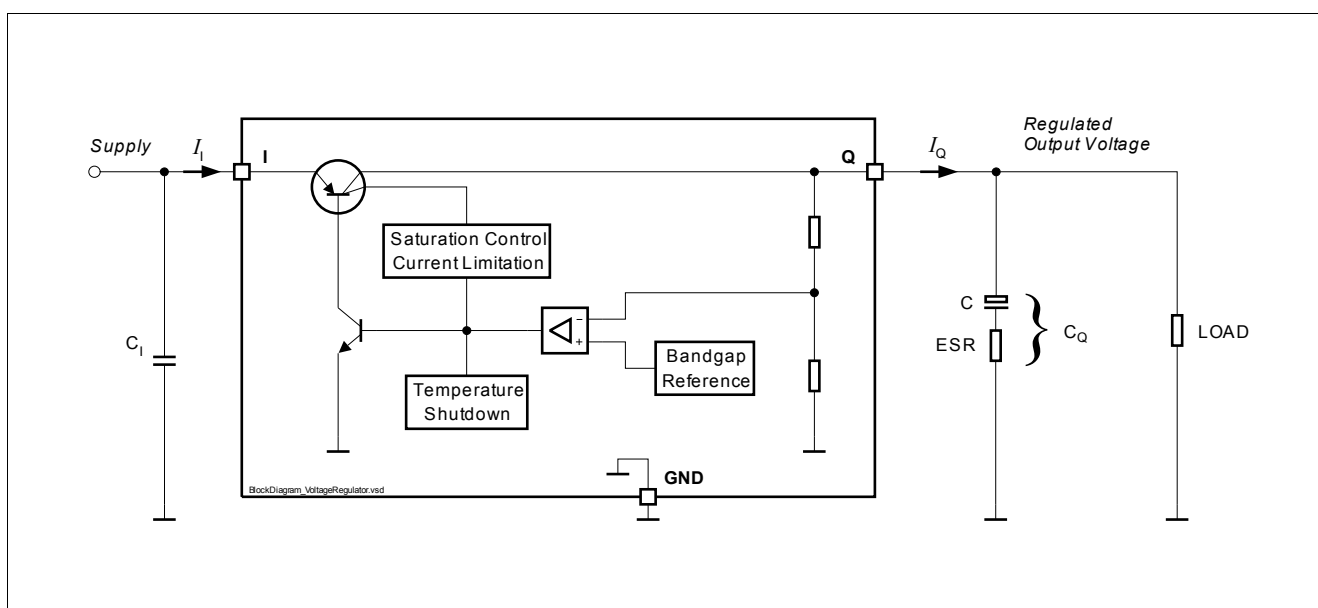 Supply
I_I
I
Q
I_Q
Regulated
Output Voltage
Saturation Control
Current Limitation
C_I
−
+
Bandgap
Reference
Temperature
Shutdown
C
ESR
}
C_Q
LOAD
GND
BlockDiagram_VoltageRegulator.vsd